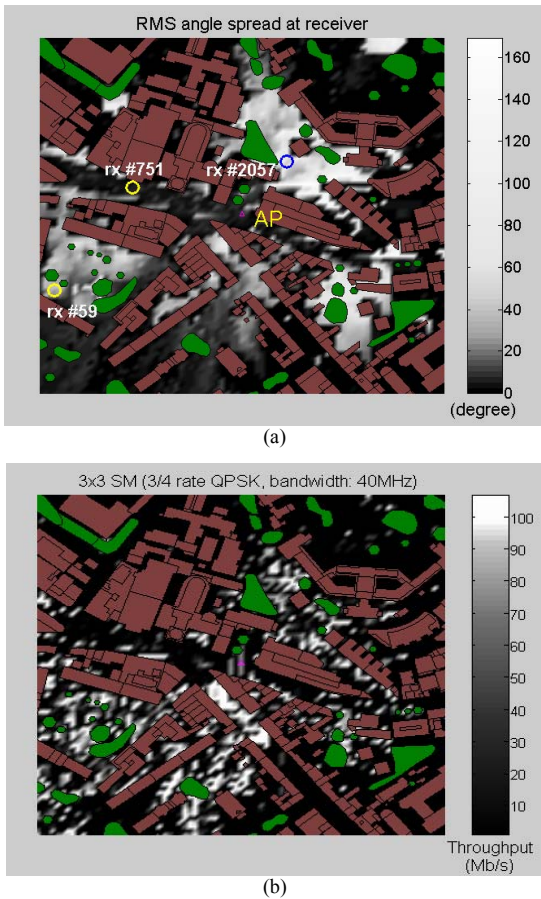 RMS angle spread at receiver
160
140
120
100
80
60
40
20
0
(degree)
rx #751
rx #2057
AP
rx #59
(a)
3x3 SM (3/4 rate QPSK, bandwidth: 40MHz)
100
90
80
70
60
50
40
30
20
10
Throughput
(Mb/s)
(b)